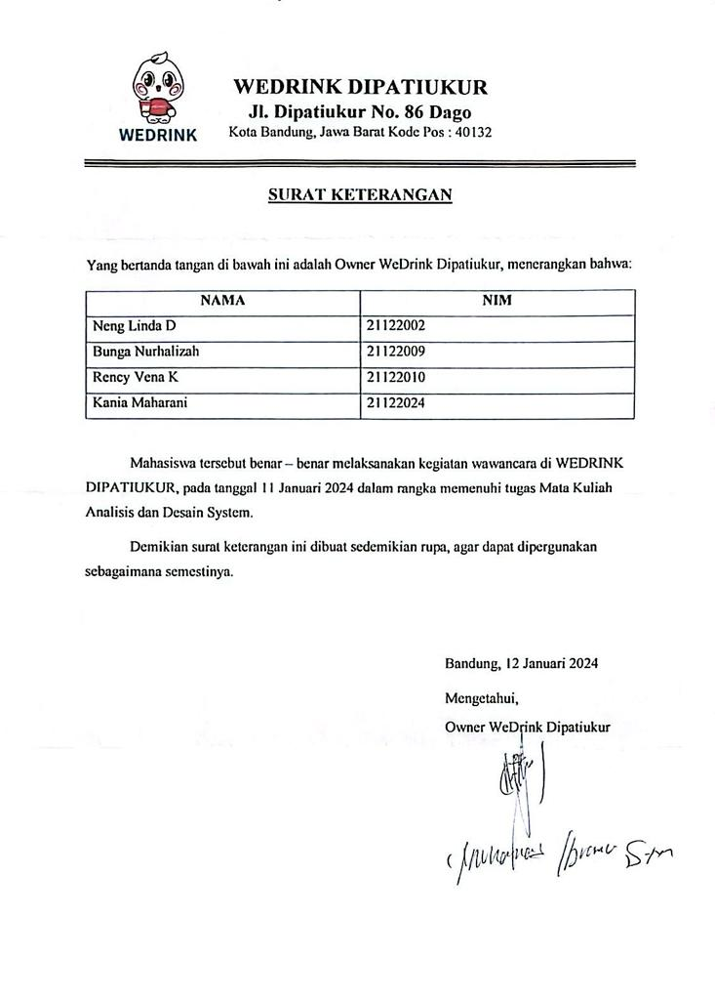 WEDRINK
WEDRINK DIPATIUKUR
Jl. Dipatiukur No. 86 Dago
Kota Bandung, Jawa Barat Kode Pos : 40132
SURAT KETERANGAN
Yang bertanda tangan di bawah ini adalah Owner WeDrink Dipatiukur, menerangkan bahwa:
NAMA NIM
Neng Linda D 21122002
Bunga Nurhalizah 21122009
Rency Vena K 21122010
Kania Maharani 21122024
Mahasiswa tersebut benar – benar melaksanakan kegiatan wawancara di WEDRINK
DIPATIUKUR, pada tanggal 11 Januari 2024 dalam rangka memenuhi tugas Mata Kuliah
Analisis dan Desain System.
Demikian surat keterangan ini dibuat sedemikian rupa, agar dapat dipergunakan
sebagaimana semestinya.
Bandung, 12 Januari 2024
Mengetahui,
Owner WeDrink Dipatiukur